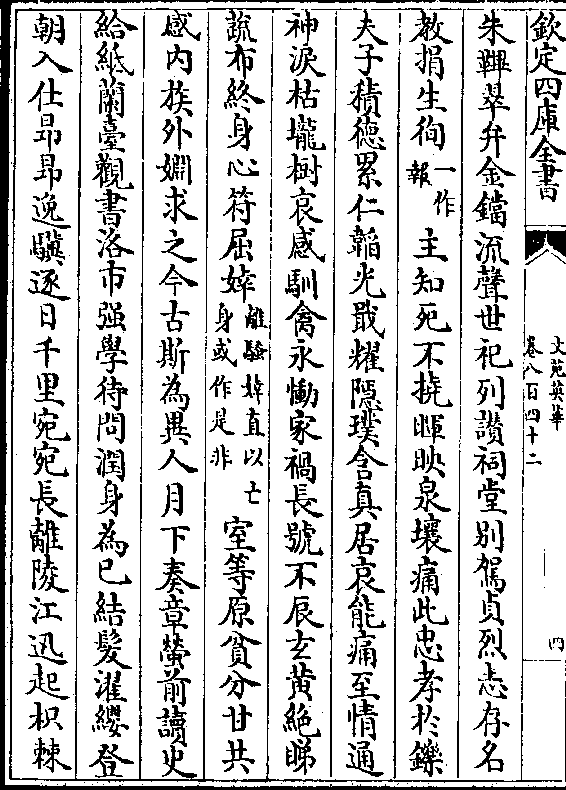 欽定四庫全書
文苑英華
卷八百四十二
四
朱轓翠弁金鐺流聲世祀列讃祠堂别駕貞烈志存名
教捐生徇一作報主知死不撓暉映泉壤痛此忠孝於鑠
夫子積德累仁韜光戢耀隱璞含真居哀能痛至情通
神淚枯壠樹哀感馴禽永慟家禍長號不辰玄黄絶睇
蔬布終身心符屈婞離騷婞直以亡身或作是非室等原貧分甘共
感内族外婣求之今古斯為異人月下奏章螢前讀史
給紙蘭臺觀書洛市强學待問潤身為已結髮濯纓登
朝入仕昻昻逸驥逐日千里宛宛長離陵江迅起枳棘